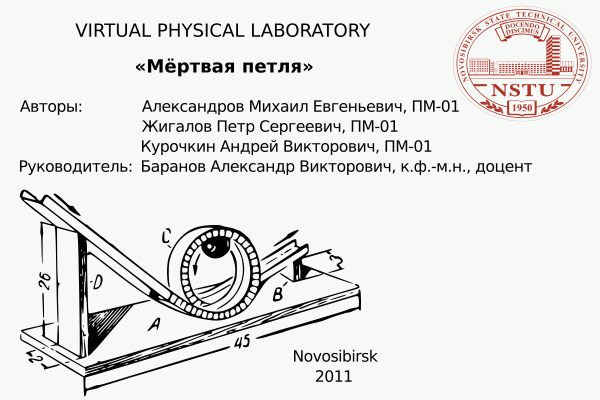 VIRTUAL PHYSICAL LABORATORY
«Мёртвая петля»
NOVOSIBIRSK STATE TECHNICAL UNIVERSITY
DOCENDO
DISCIMUS
NSTU
1950
Авторы: Александров Михаил Евгеньевич, ПМ-01
Жигалов Петр Сергеевич, ПМ-01
Курочкин Андрей Викторович, ПМ-01
Руководитель: Баранов Александр Викторович, к.ф.-м.н., доцент
C
3
26
D
B
A
2
45
Novosibirsk
2011